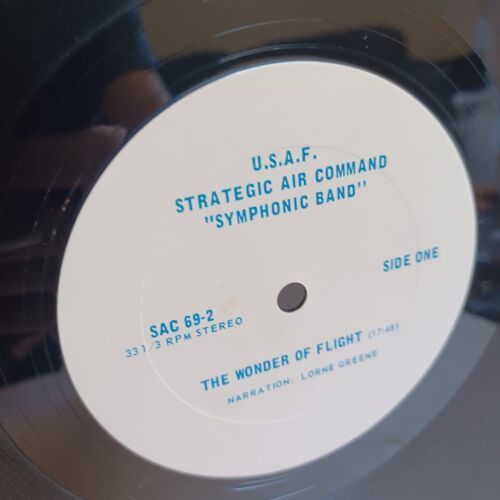 U.S.A.F.
STRATEGIC AIR COMMAND
"SYMPHONIC BAND"
SIDE ONE
SAC 69-2
33 1/3 RPM STEREO
THE WONDER OF FLIGHT (17:48)
NARRATION: LORNE GREENE